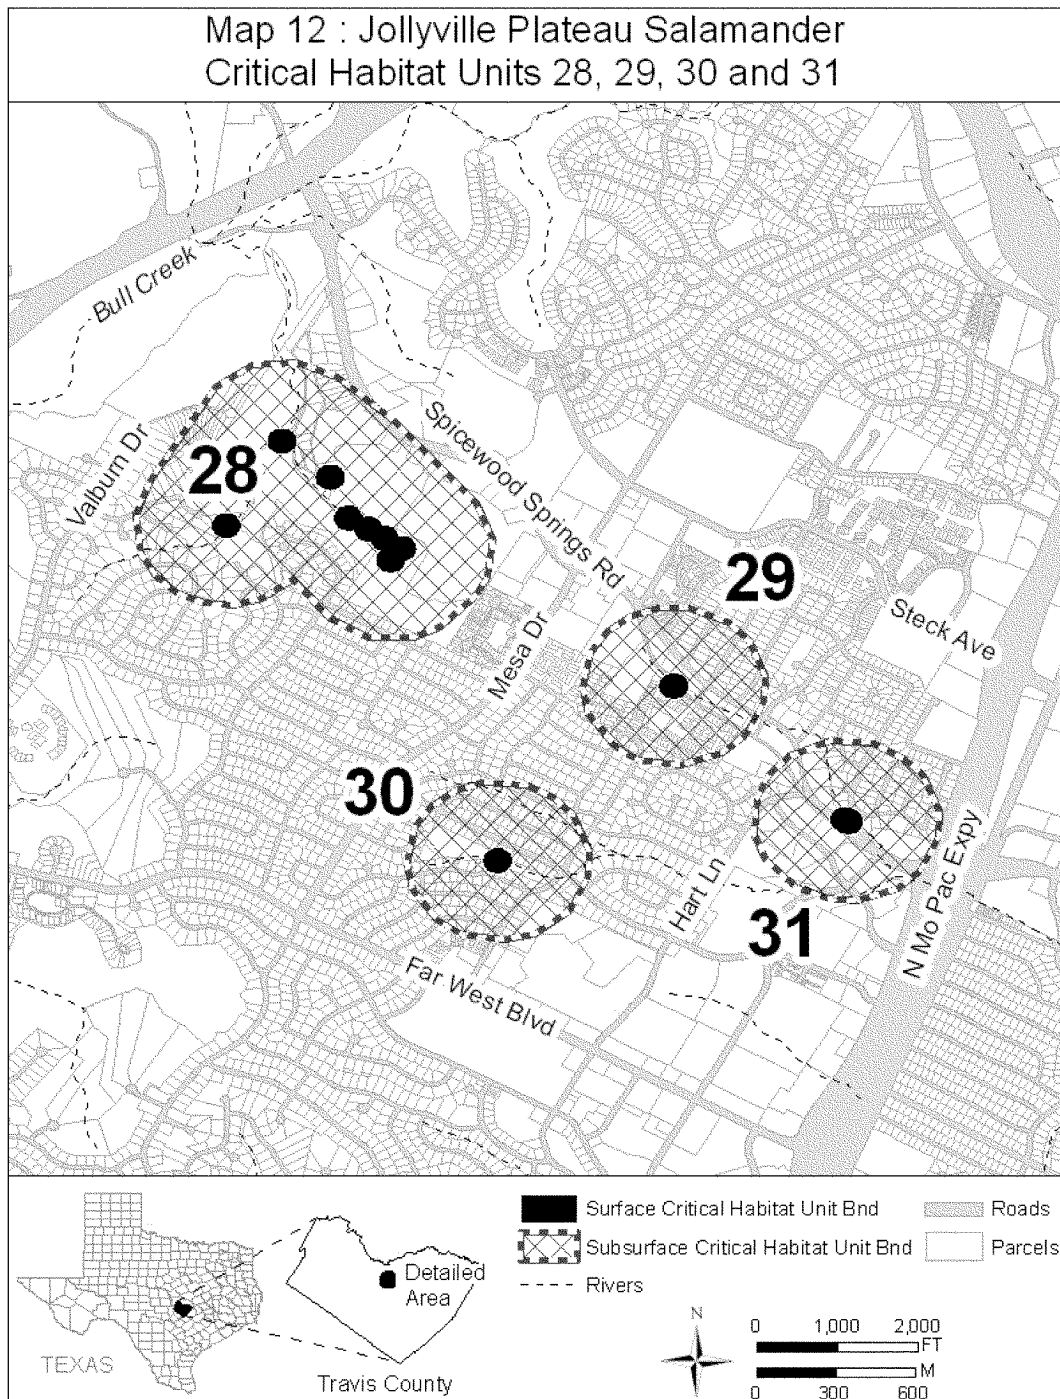 Map 12 : Jollyville Plateau Salamander
Critical Habitat Units 28, 29, 30 and 31
Bull Creek
Valburn Dr
28
Spicewood Springs Rd
29
Mesa Dr
Steck Ave
30
Hart Ln
31
N Mo Pac Expy
Far West Blvd
Surface Critical Habitat Unit Bnd
Roads
Subsurface Critical Habitat Unit Bnd
Parcels
Rivers
Detailed
Area
TEXAS
Travis County
N
0 1,000 2,000
FT
M
0 300 600